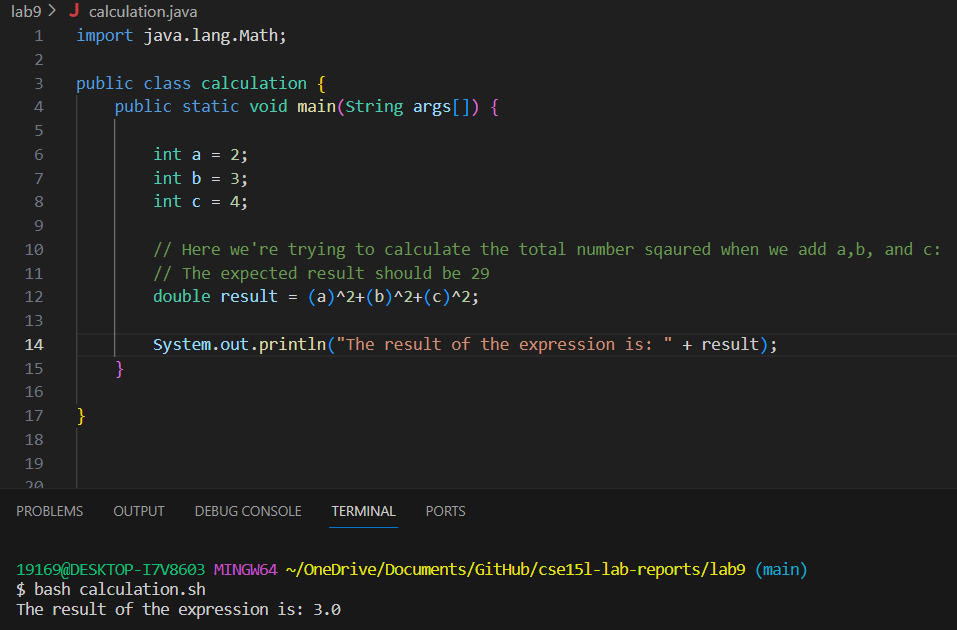 lab9 > J calculation.java
1 import java.lang.Math;
2
3 public class calculation {
4 public static void main(String args[]) {
5
6 int a = 2;
7 int b = 3;
8 int c = 4;
9
10 // Here we're trying to calculate the total number sqaured when we add a,b, and c:
11 // The expected result should be 29
12 double result = (a)^2+(b)^2+(c)^2;
13
14 System.out.println("The result of the expression is: " + result);
15 }
16
17 }
18
19
20
PROBLEMS OUTPUT DEBUG CONSOLE TERMINAL PORTS
19169@DESKTOP-I7V8603 MINGW64 ~/OneDrive/Documents/GitHub/cse15l-lab-reports/lab9 (main)
$ bash calculation.sh
The result of the expression is: 3.0